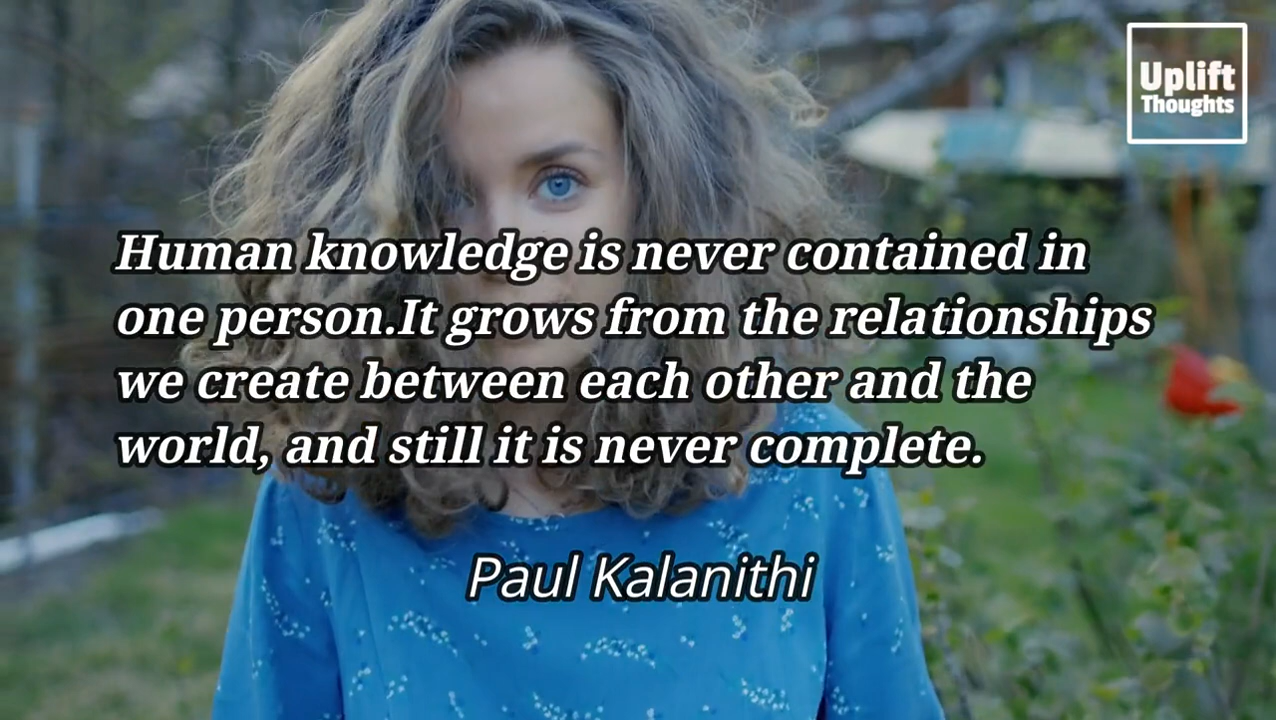 Uplift
Thoughts
Human knowledge is never contained in
one person.It grows from the relationships
we create between each other and the
world, and still it is never complete.
Paul Kalanithi